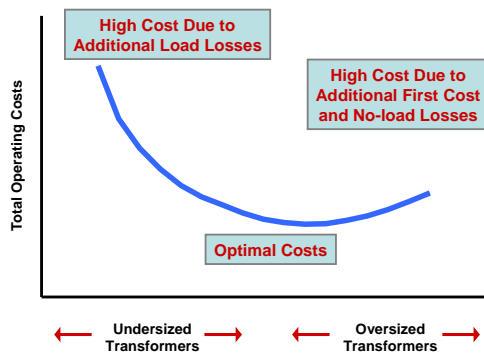 High Cost Due to
Additional Load Losses
High Cost Due to
Additional First Cost
and No-load Losses
Total Operating Costs
Optimal Costs
Undersized
Transformers
Oversized
Transformers